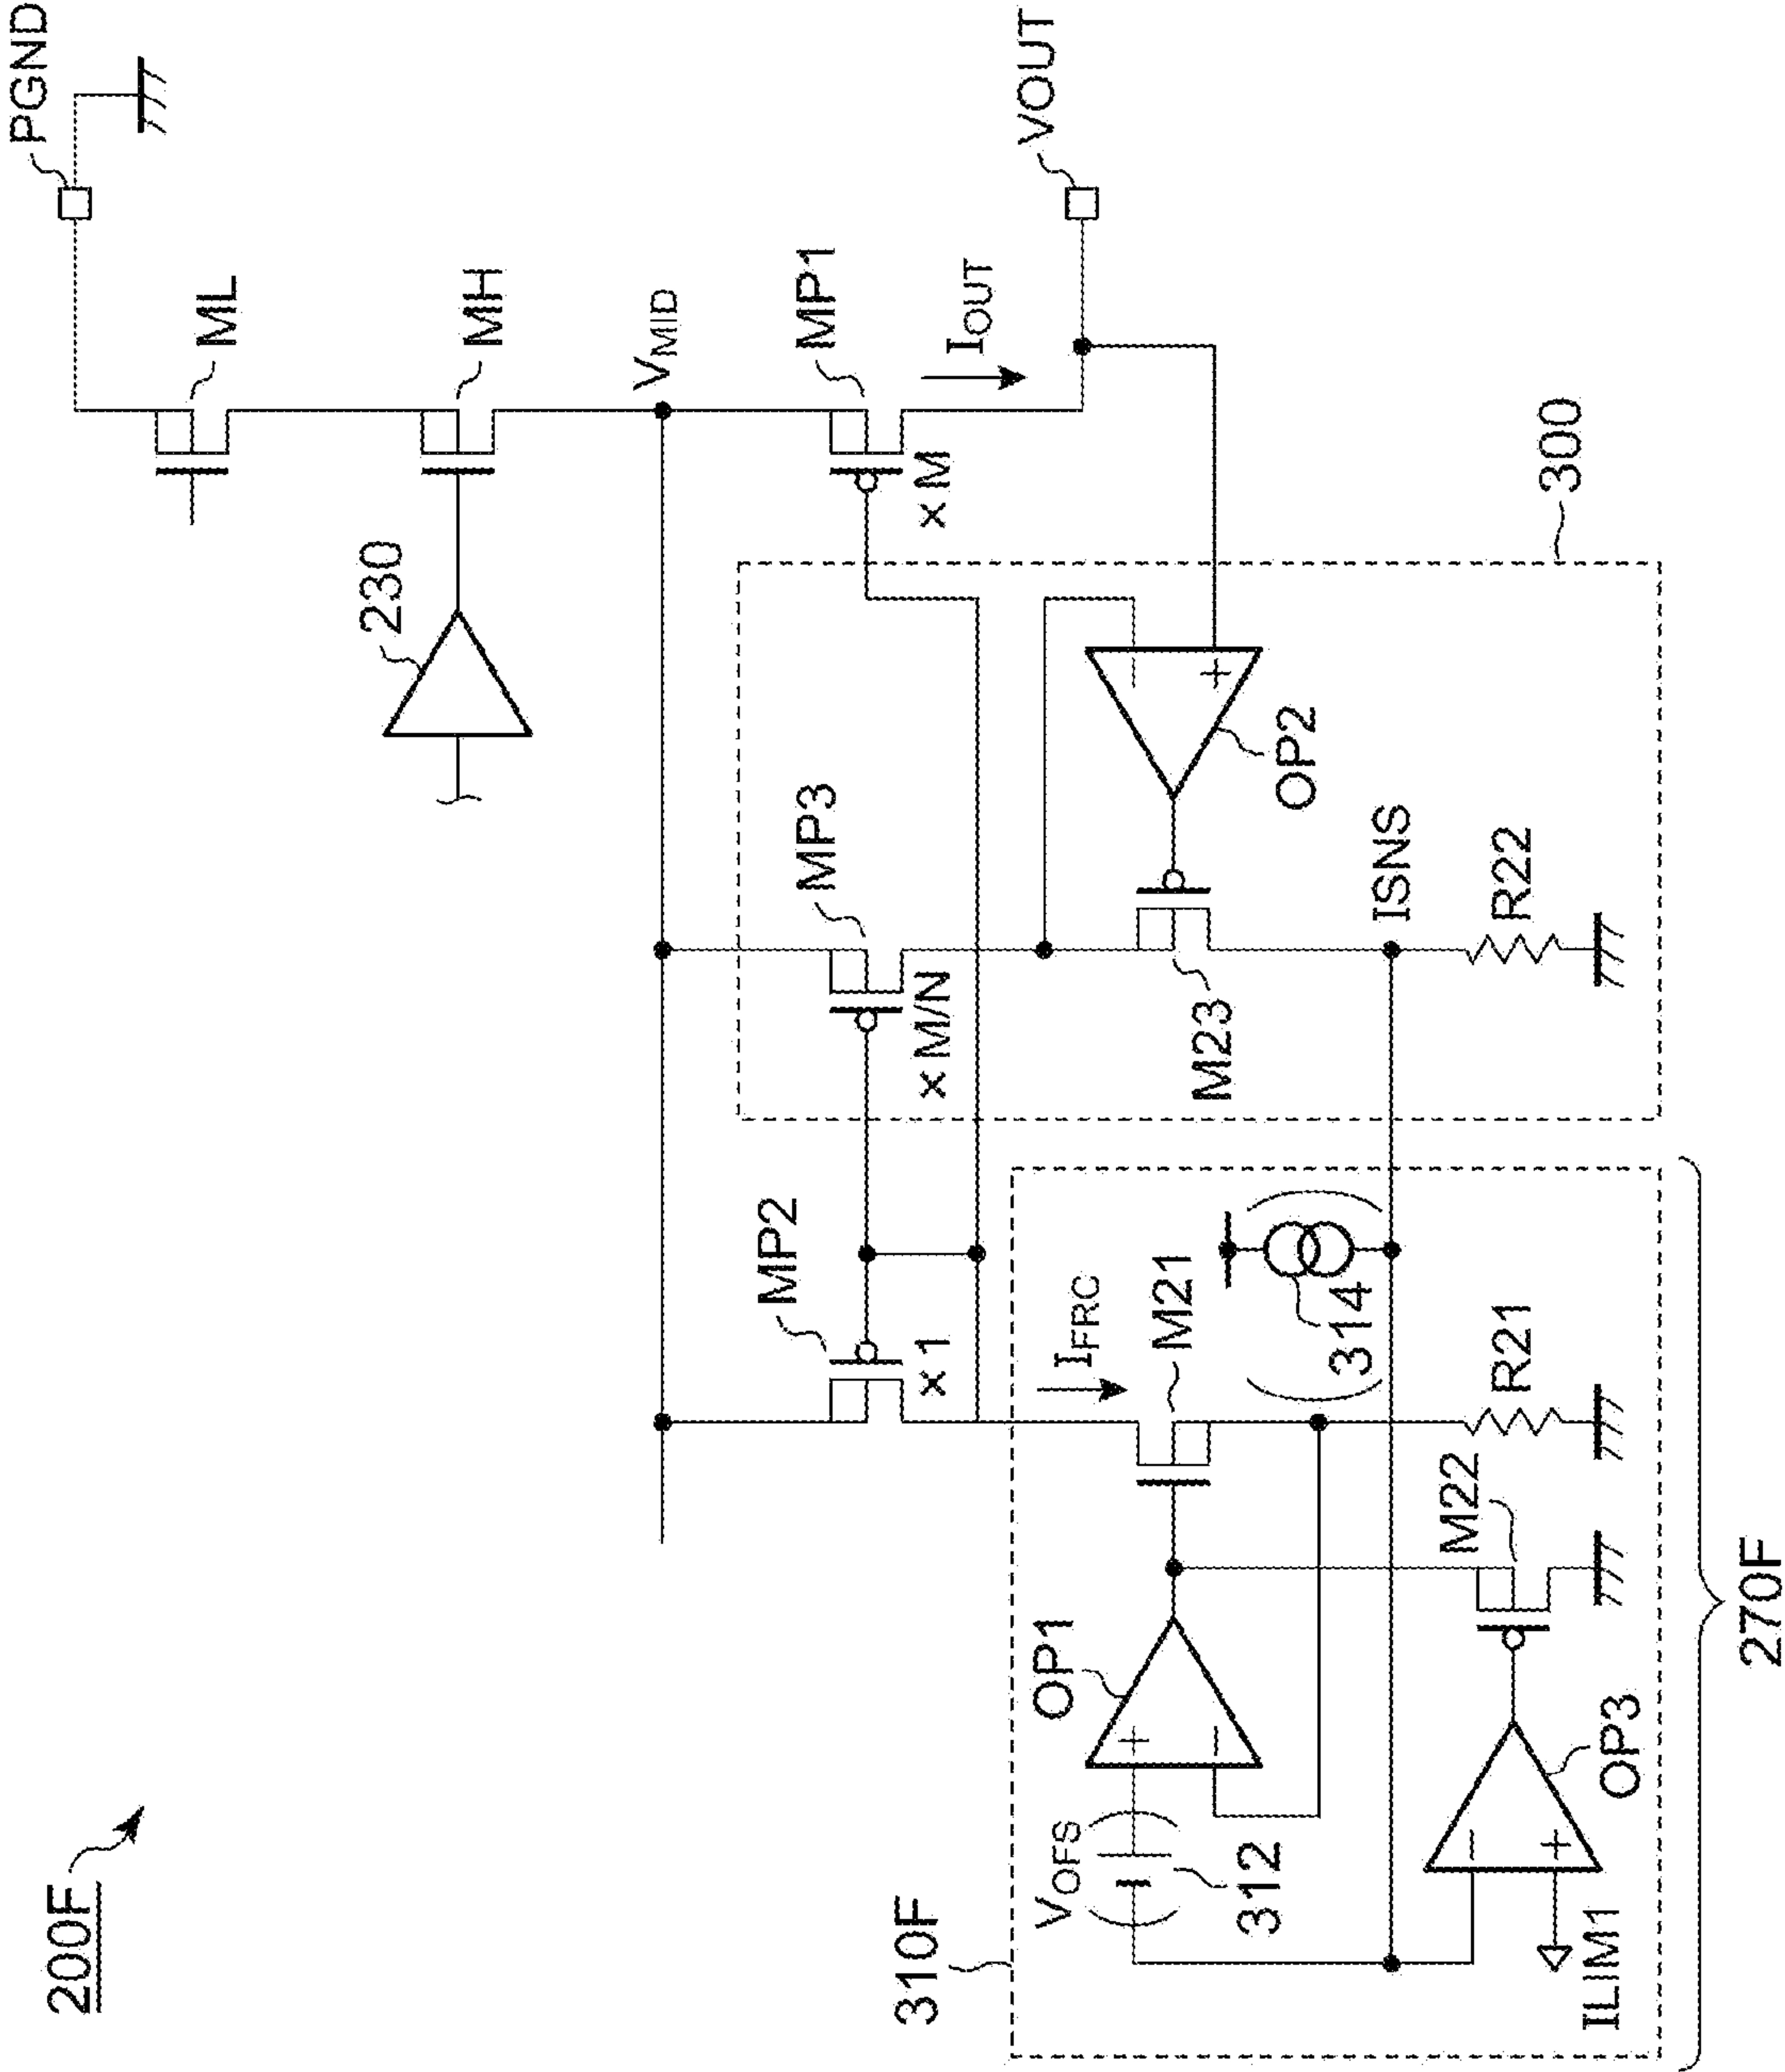 200F
PGND
ML
230
MH
VMID
MP2
MP3
MP1
x 1
x M/N
x M
IOUT
VOUT
310F
IFRC
VOFS
OP1
M21
312
314
M23
OP2
ISNS
M22
R21
R22
OP3
ILIM1
300
270F
+
−
−
+
−
+